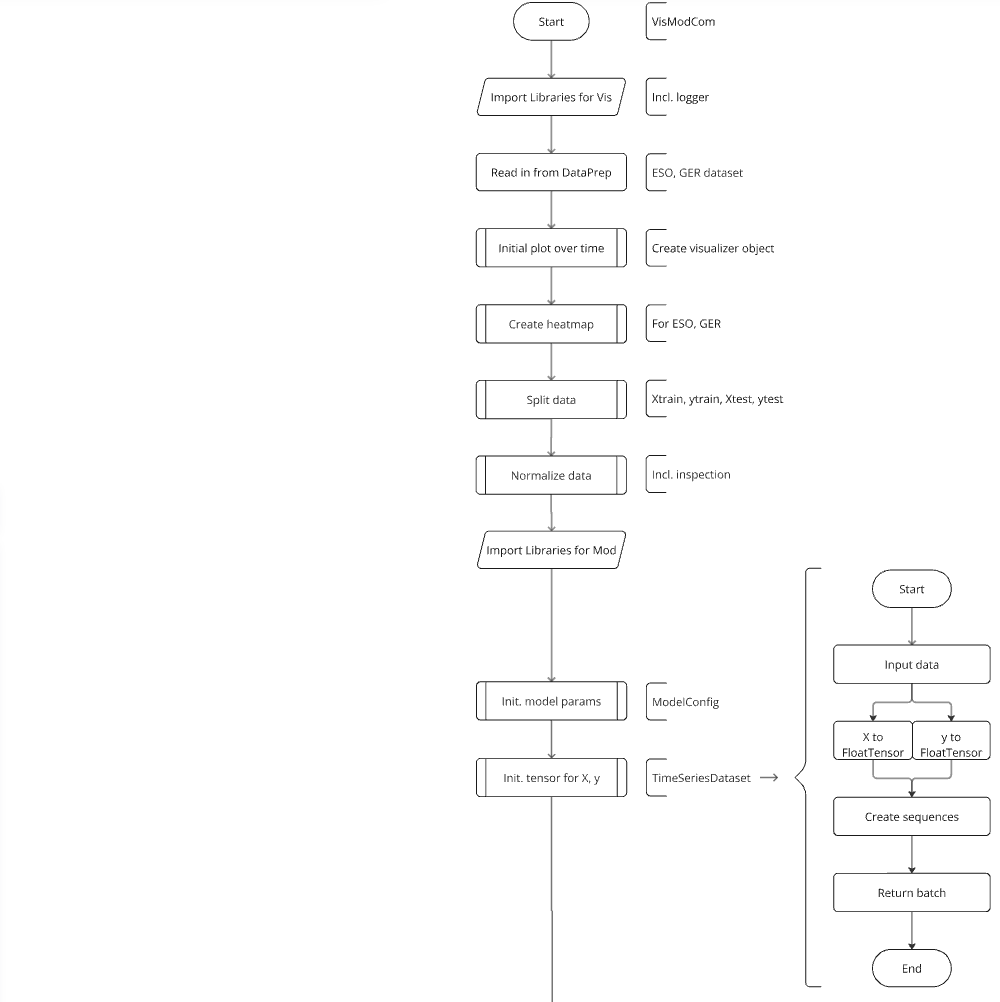 Start
VisModCom
Import Libraries for Vis
Incl. logger
Read in from DataPrep
ESO, GER dataset
Initial plot over time
Create visualizer object
Create heatmap
For ESO, GER
Split data
Xtrain, ytrain, Xtest, ytest
Normalize data
Incl. inspection
Import Libraries for Mod
Init. model params
ModelConfig
Init. tensor for X, y
TimeSeriesDataset
Start
Input data
X to
FloatTensor
y to
FloatTensor
Create sequences
Return batch
End